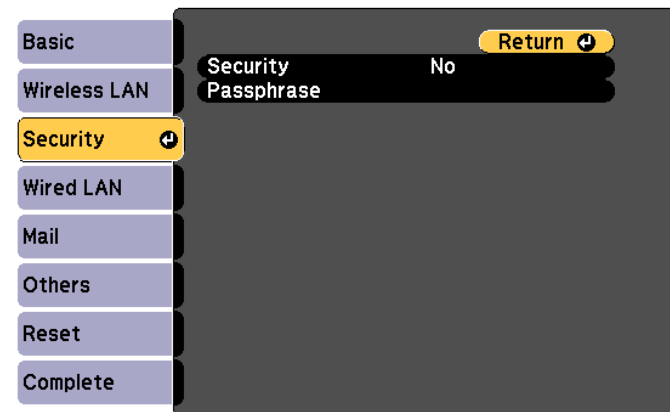 Basic
Wireless LAN
Security
Wired LAN
Mail
Others
Reset
Complete
Return
Security No
Passphrase